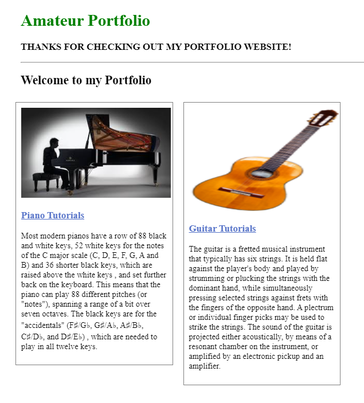 Amateur Portfolio
THANKS FOR CHECKING OUT MY PORTFOLIO WEBSITE!
Welcome to my Portfolio
Piano Tutorials
Most modern pianos have a row of 88 black
and white keys, 52 white keys for the notes
of the C major scale (C, D, E, F, G, A and
B) and 36 shorter black keys, which are
raised above the white keys , and set further
back on the keyboard. This means that the
piano can play 88 different pitches (or
"notes"), spanning a range of a bit over
seven octaves. The black keys are for the
"accidentals" (F♯/G♭, G♯/A♭, A♯/B♭,
C♯/D♭, and D♯/E♭) , which are needed to
play in all twelve keys.
Guitar Tutorials
The guitar is a fretted musical instrument
that typically has six strings. It is held flat
against the player's body and played by
strumming or plucking the strings with the
dominant hand, while simultaneously
pressing selected strings against frets with
the fingers of the opposite hand. A plectrum
or individual finger picks may be used to
strike the strings. The sound of the guitar is
projected either acoustically, by means of a
resonant chamber on the instrument, or
amplified by an electronic pickup and an
amplifier.